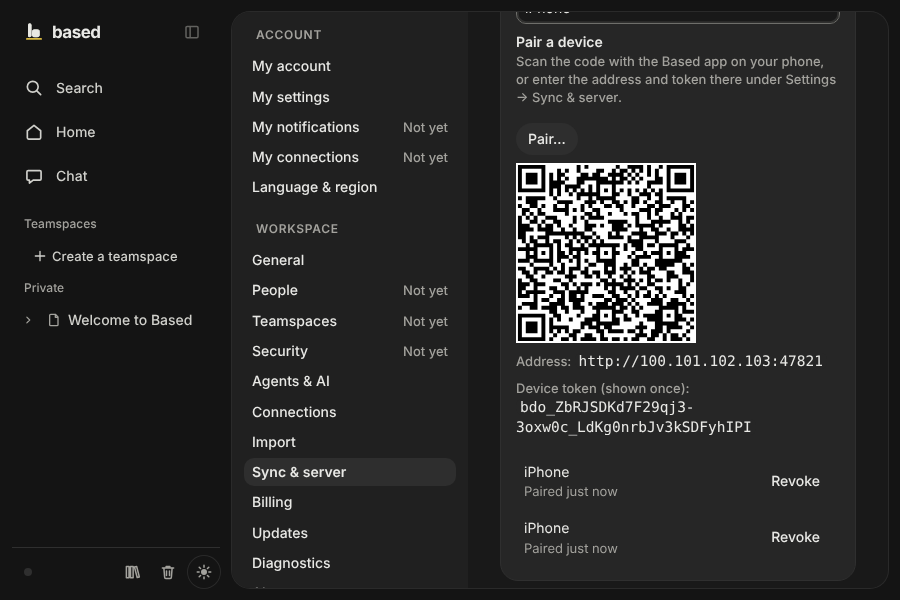 based
Search
Home
Chat
Teamspaces
+ Create a teamspace
Private
Welcome to Based
ACCOUNT
My account
My settings
My notifications Not yet
My connections Not yet
Language & region
WORKSPACE
General
People Not yet
Teamspaces Not yet
Security Not yet
Agents & AI
Connections
Import
Sync & server
Billing
Updates
Diagnostics
Pair a device
Scan the code with the Based app on your phone,
or enter the address and token there under Settings
→ Sync & server.
Pair...
Address: http://100.101.102.103:47821
Device token (shown once):
bdo_ZbRJSDKd7F29qj3-
3oxw0c_LdKg0nrbJv3kSDFyhIPI
iPhone
Paired just now
Revoke
iPhone
Paired just now
Revoke